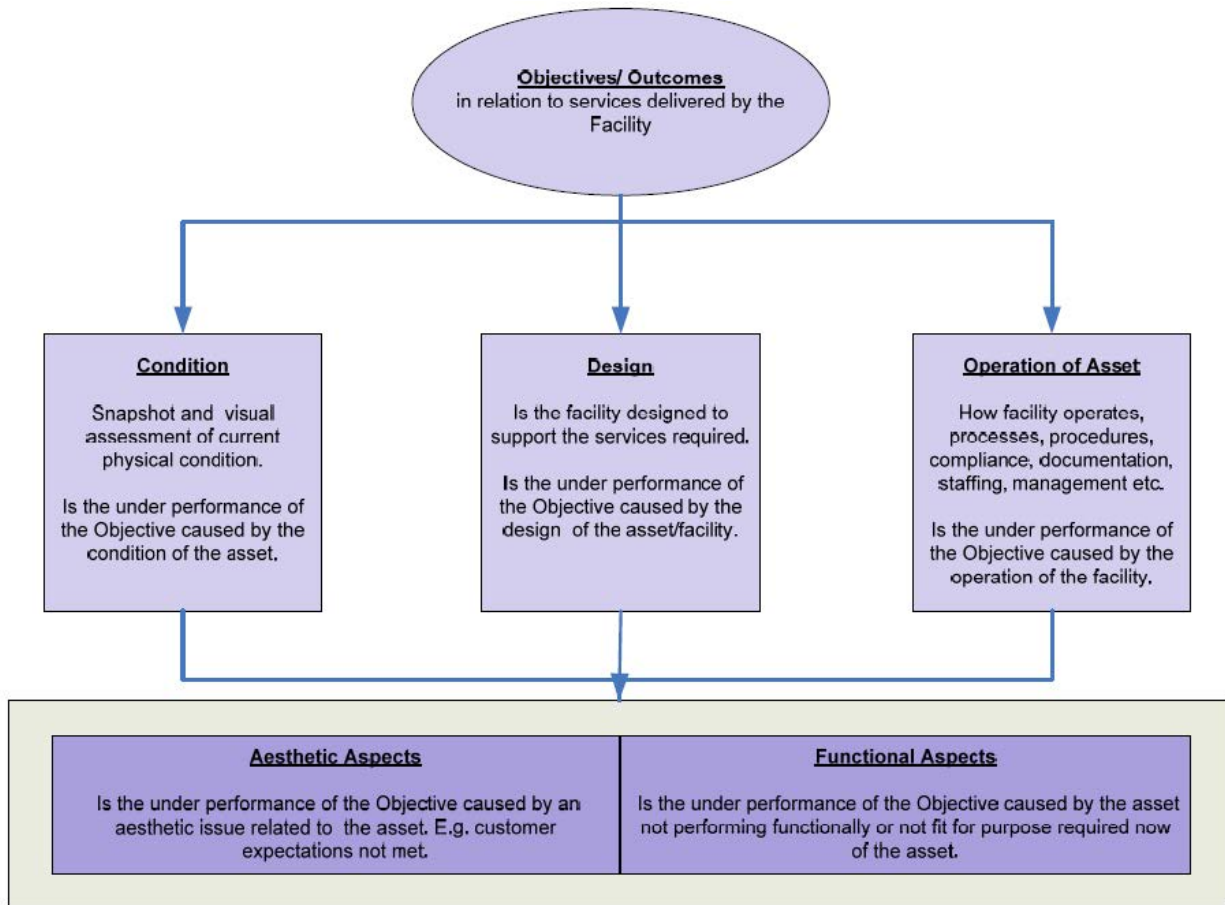 Objectives/ Outcomes
in relation to services delivered by the
Facility
Condition
Snapshot and visual
assessment of current
physical condition.
Is the under performance of
the Objective caused by the
condition of the asset.
Design
Is the facility designed to
support the services required.
Is the under performance of
the Objective caused by the
design of the asset/facility.
Operation of Asset
How facility operates,
processes, procedures,
compliance, documentation,
staffing, management etc.
Is the under performance of
the Objective caused by the
operation of the facility.
Aesthetic Aspects
Is the under performance of the Objective caused by an
aesthetic issue related to the asset. E.g. customer
expectations not met.
Functional Aspects
Is the under performance of the Objective caused by the asset
not performing functionally or not fit for purpose required now
of the asset.